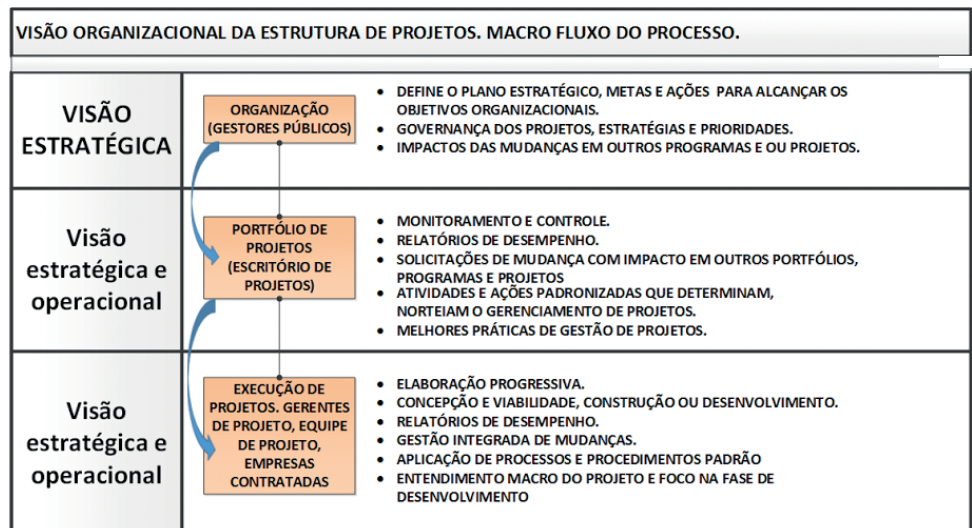 VISÃO ORGANIZACIONAL DA ESTRUTURA DE PROJETOS. MACRO FLUXO DO PROCESSO.
VISÃO
ESTRATÉGICA
ORGANIZAÇÃO
(GESTORES PÚBLICOS)
• DEFINE O PLANO ESTRATÉGICO, METAS E AÇÕES PARA ALCANÇAR OS
OBJETIVOS ORGANIZACIONAIS.
• GOVERNANÇA DOS PROJETOS, ESTRATÉGIAS E PRIORIDADES.
• IMPACTOS DAS MUDANÇAS EM OUTROS PROGRAMAS E OU PROJETOS.
Visão
estratégica e
operacional
PORTFÓLIO DE
PROJETOS
(ESCRITÓRIO DE
PROJETOS)
• MONITORAMENTO E CONTROLE.
• RELATÓRIOS DE DESEMPENHO.
• SOLICITAÇÕES DE MUDANÇA COM IMPACTO EM OUTROS PORTFÓLIOS,
PROGRAMAS E PROJETOS
• ATIVIDADES E AÇÕES PADRONIZADAS QUE DETERMINAM,
NORTEIAM O GERENCIAMENTO DE PROJETOS.
• MELHORES PRÁTICAS DE GESTÃO DE PROJETOS.
Visão
estratégica e
operacional
EXECUÇÃO DE
PROJETOS. GERENTES
DE PROJETO, EQUIPE
DE PROJETO,
EMPRESAS
CONTRATADAS
• ELABORAÇÃO PROGRESSIVA.
• CONCEPÇÃO E VIABILIDADE, CONSTRUÇÃO OU DESENVOLVIMENTO.
• RELATÓRIOS DE DESEMPENHO.
• GESTÃO INTEGRADA DE MUDANÇAS.
• APLICAÇÃO DE PROCESSOS E PROCEDIMENTOS PADRÃO
• ENTENDIMENTO MACRO DO PROJETO E FOCO NA FASE DE
DESENVOLVIMENTO